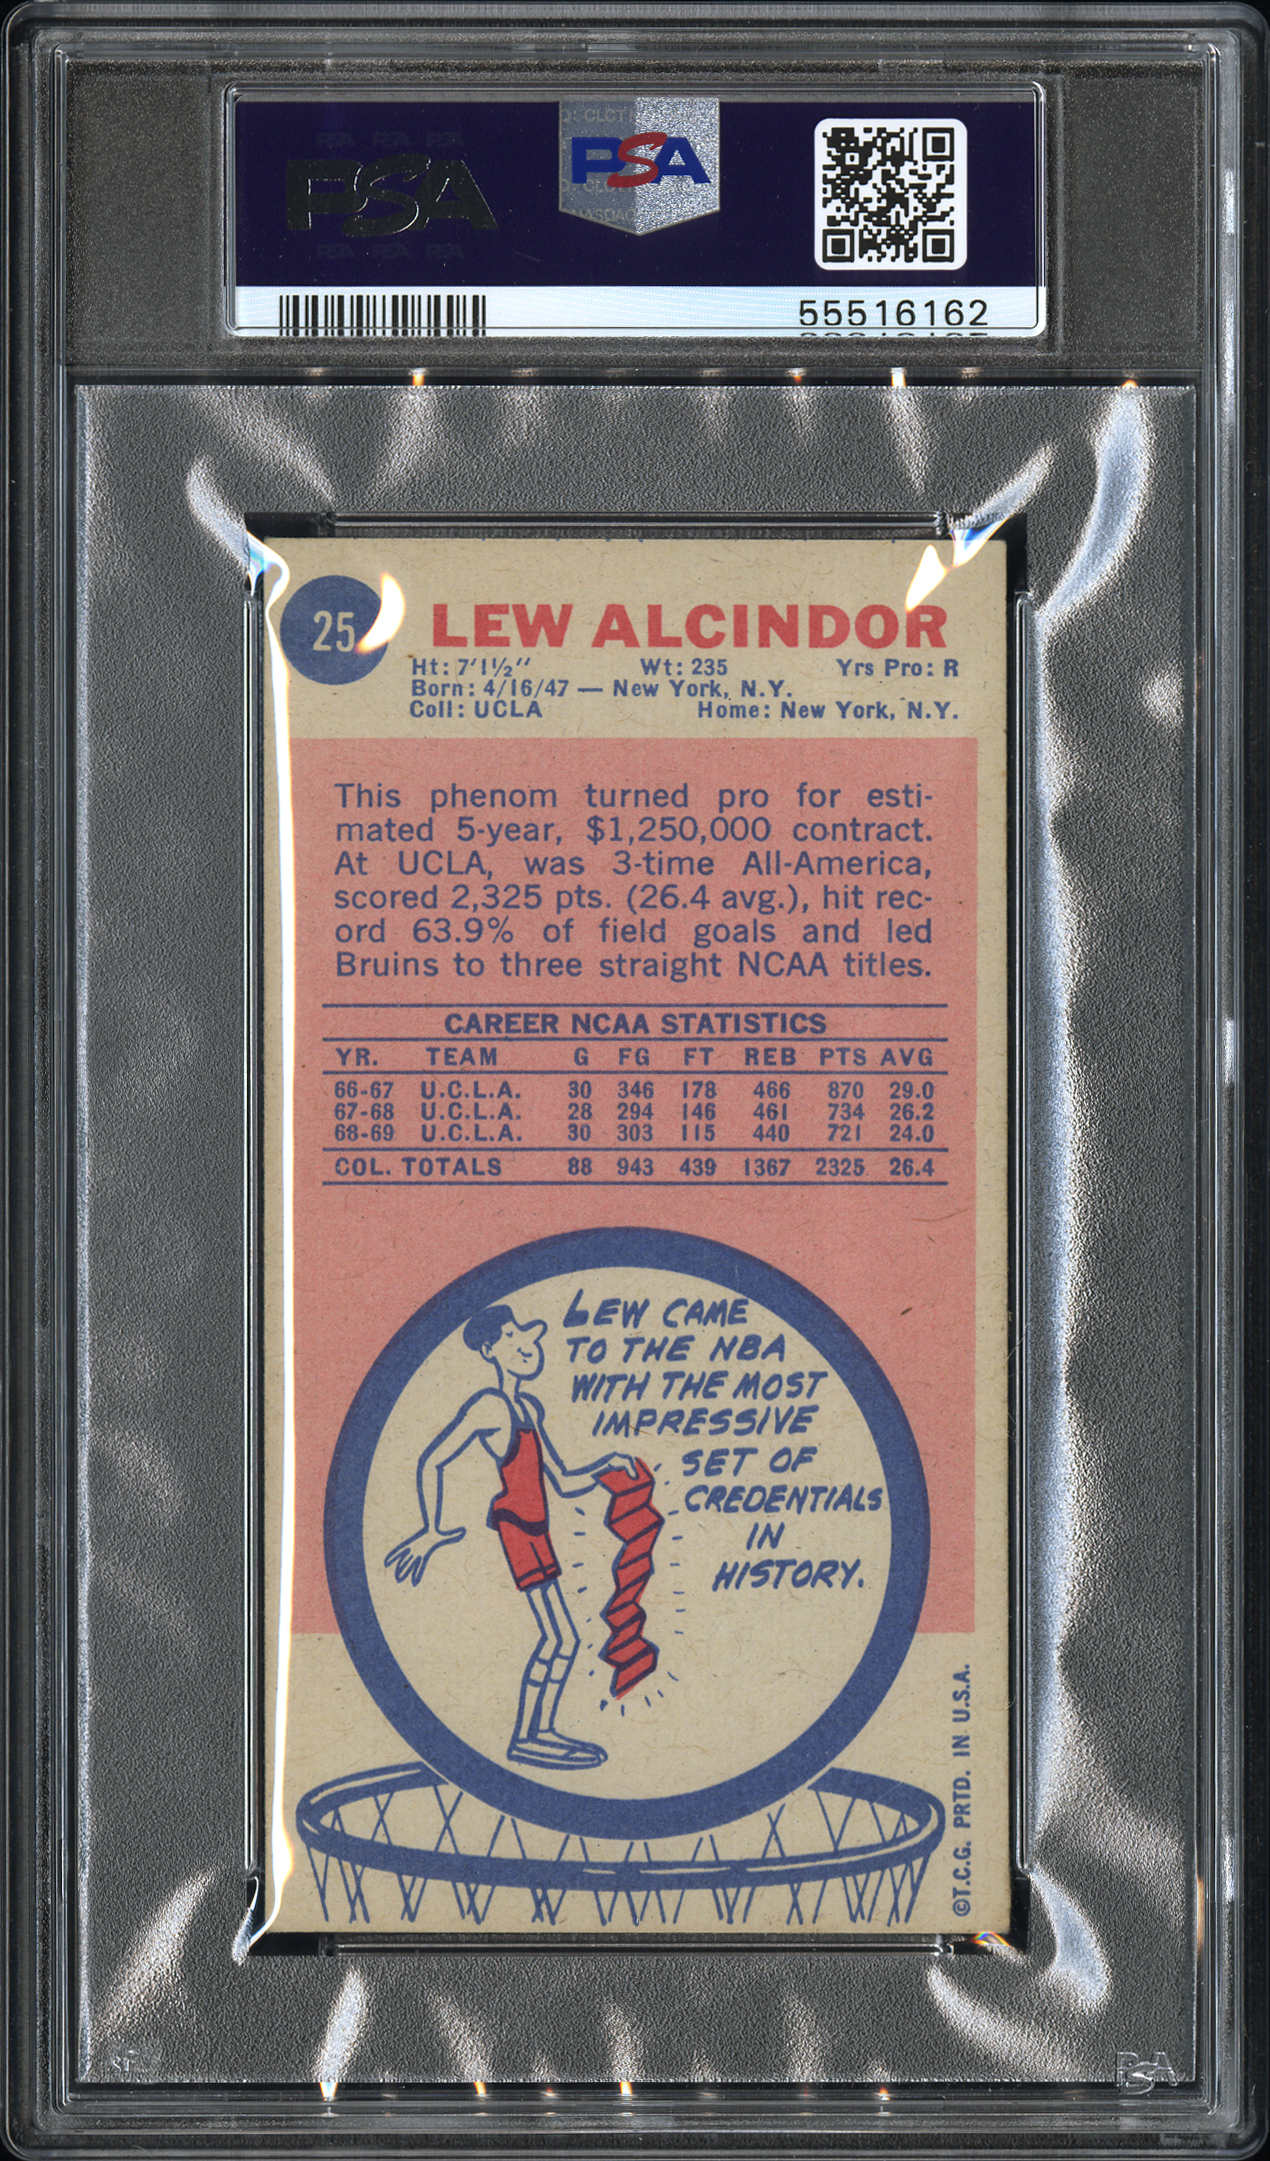 PSA
PSA
55516162
25
LEW ALCINDOR
Ht: 7'1½" Wt: 235 Yrs Pro: R
Born: 4/16/47 — New York, N.Y.
Coll: UCLA Home: New York, N.Y.
This phenom turned pro for esti-
mated 5-year, $1,250,000 contract.
At UCLA, was 3-time All-America,
scored 2,325 pts. (26.4 avg.), hit rec-
ord 63.9% of field goals and led
Bruins to three straight NCAA titles.
CAREER NCAA STATISTICS
YR. TEAM G FG FT REB PTS AVG
66-67 U.C.L.A. 30 346 178 466 870 29.0
67-68 U.C.L.A. 28 294 146 461 734 26.2
68-69 U.C.L.A. 30 303 115 440 721 24.0
COL. TOTALS 88 943 439 1367 2325 26.4
LEW CAME
TO THE NBA
WITH THE MOST
IMPRESSIVE
SET OF
CREDENTIALS
IN
HISTORY.
©T.C.G. PRTD. IN U.S.A.
PSA